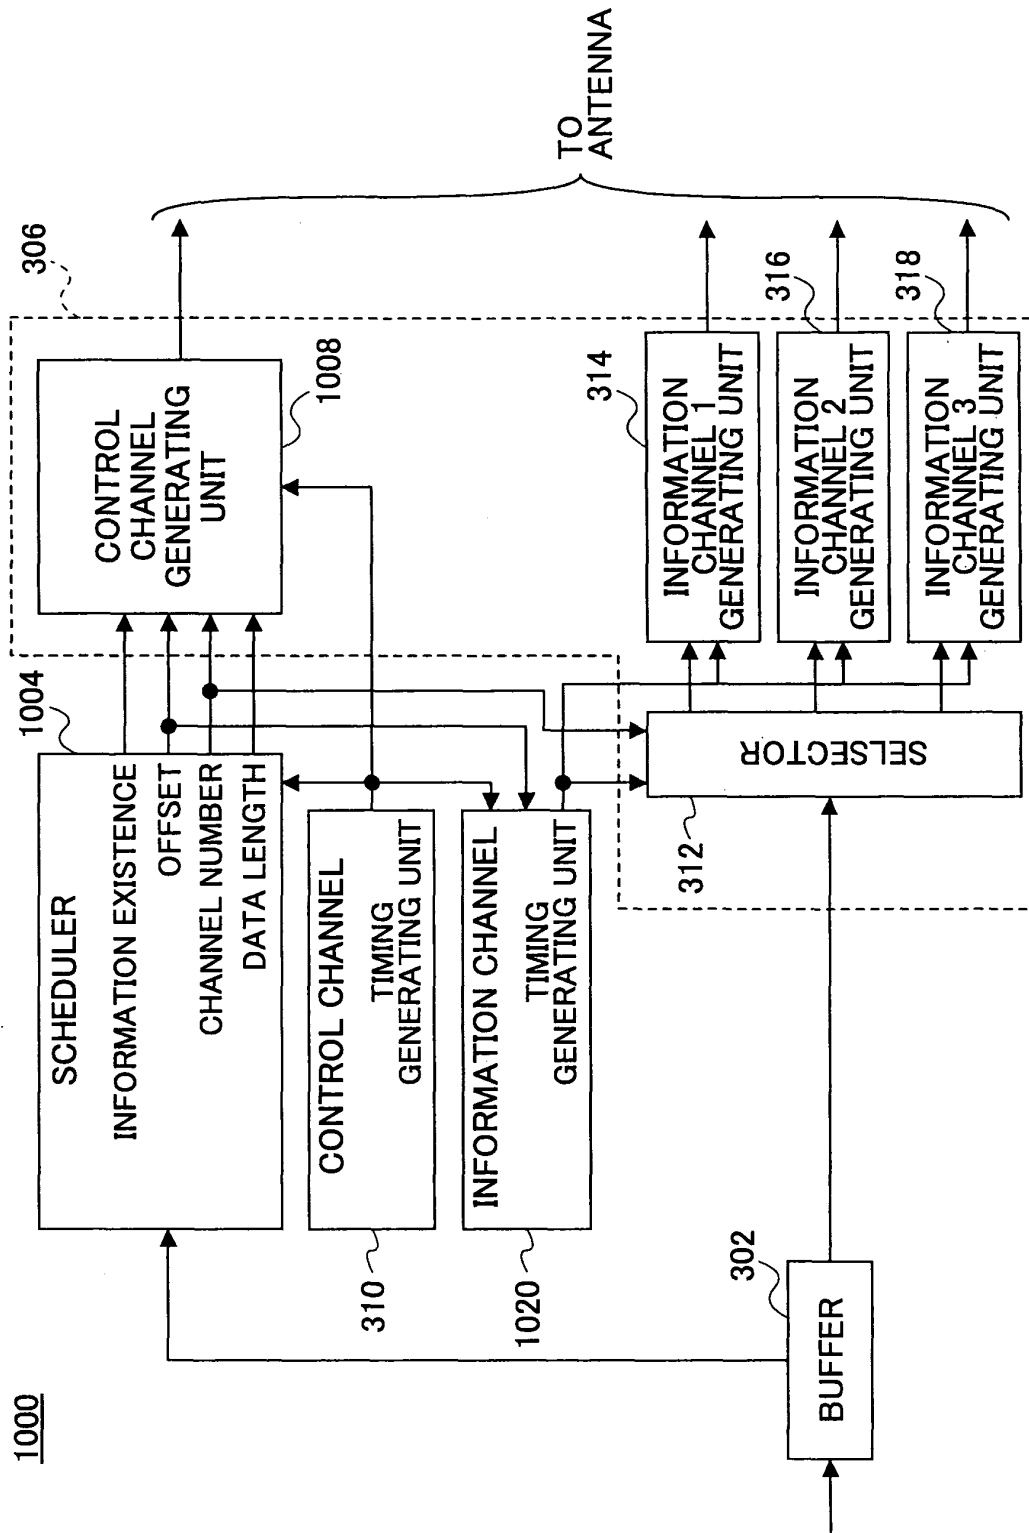 1000
306
1004
SCHEDULER
INFORMATION EXISTENCE
OFFSET
CHANNEL NUMBER
DATA LENGTH
CONTROL
CHANNEL
GENERATING
UNIT
1008
310
CONTROL CHANNEL
TIMING
GENERATING UNIT
1020
INFORMATION CHANNEL
TIMING
GENERATING UNIT
302
BUFFER
312
SELSECTOR
314
INFORMATION
CHANNEL 1
GENERATING UNIT
316
INFORMATION
CHANNEL 2
GENERATING UNIT
318
INFORMATION
CHANNEL 3
GENERATING UNIT
TO
ANTENNA